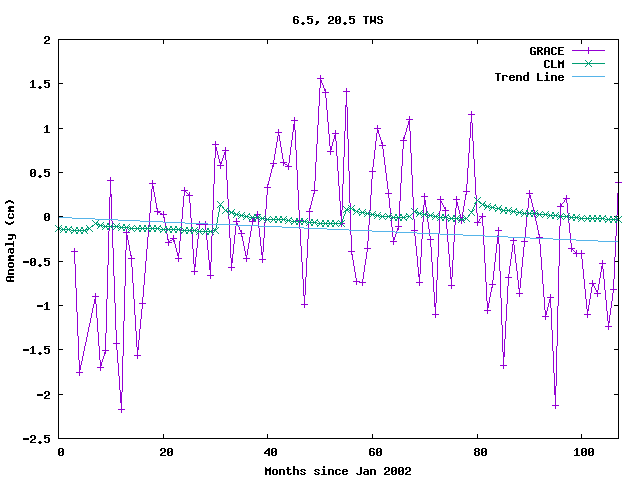 6.5, 20.5 TWS
GRACE
CLM
Trend Line
2
1.5
1
0.5
0
-0.5
-1
-1.5
-2
-2.5
Anomaly (cm)
0 20 40 60 80 100
Months since Jan 2002